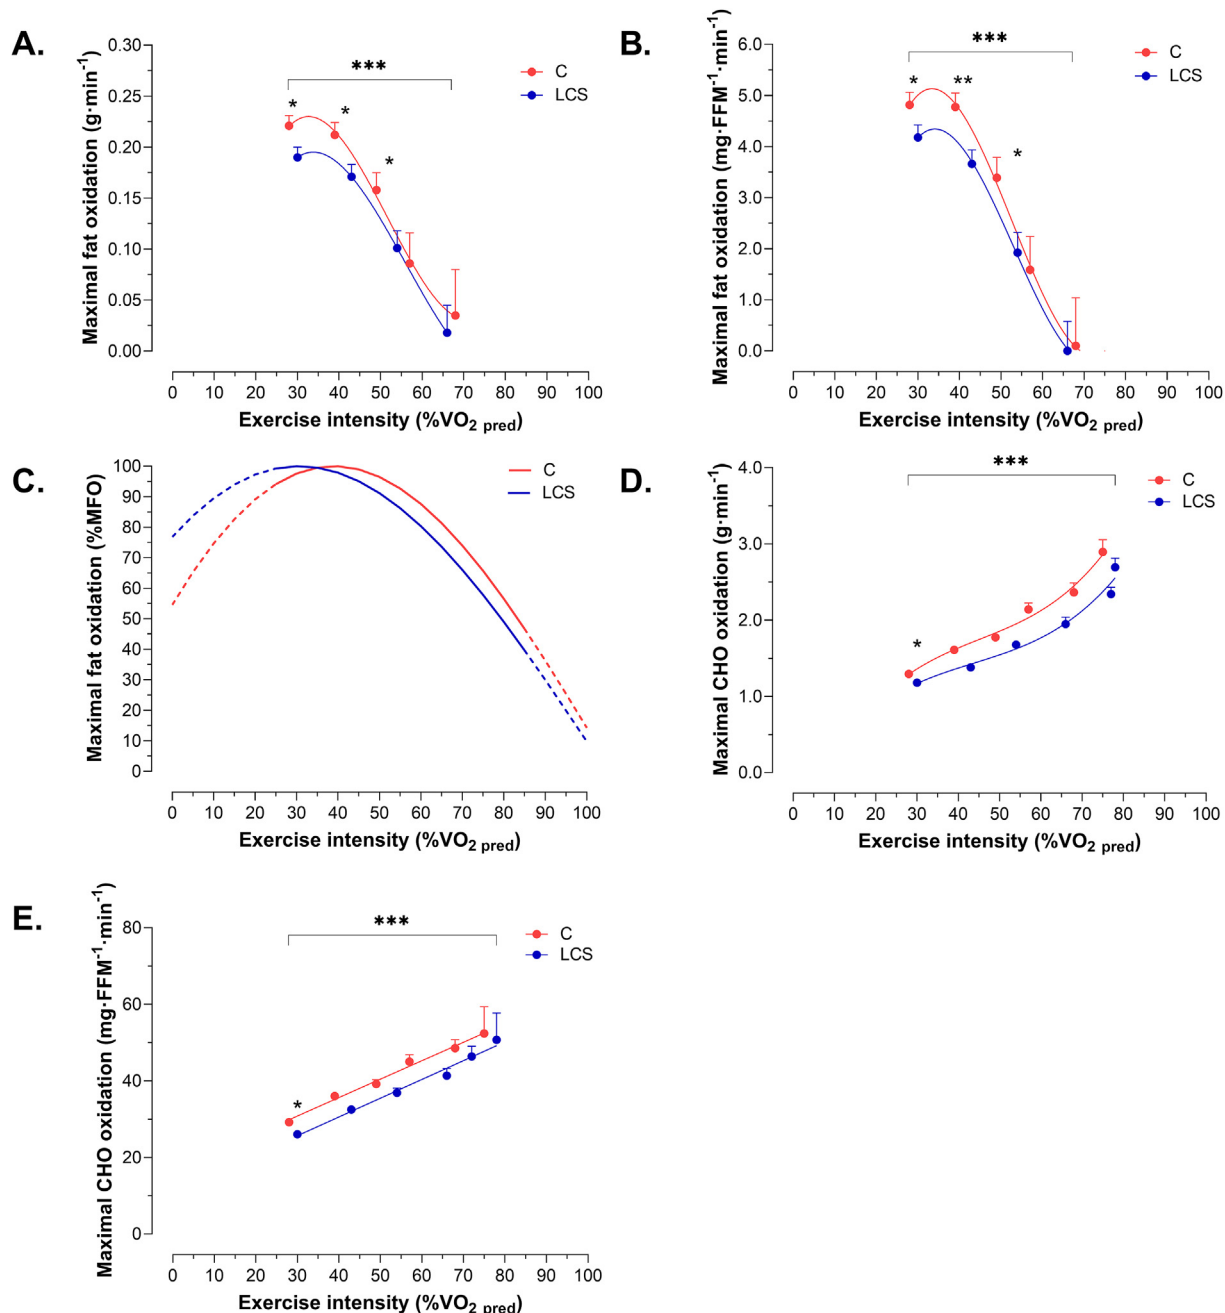 A.
Maximal fat oxidation (g·min⁻¹)
0.30
0.25
0.20
0.15
0.10
0.05
0.00
***
*
*
*
C
LCS
0 10 20 30 40 50 60 70 80 90 100
Exercise intensity (%VO₂ pred)
B.
Maximal fat oxidation (mg·FFM⁻¹·min⁻¹)
6.0
5.0
4.0
3.0
2.0
1.0
0.0
***
*
**
*
C
LCS
0 10 20 30 40 50 60 70 80 90 100
Exercise intensity (%VO₂ pred)
C.
Maximal fat oxidation (%MFO)
100
90
80
70
60
50
40
30
20
10
0
C
LCS
0 10 20 30 40 50 60 70 80 90 100
Exercise intensity (%VO₂ pred)
D.
Maximal CHO oxidation (g·min⁻¹)
4.0
3.0
2.0
1.0
0.0
***
*
C
LCS
0 10 20 30 40 50 60 70 80 90 100
Exercise intensity (%VO₂ pred)
E.
Maximal CHO oxidation (mg·FFM⁻¹·min⁻¹)
80
60
40
20
0
***
*
C
LCS
0 10 20 30 40 50 60 70 80 90 100
Exercise intensity (%VO₂ pred)